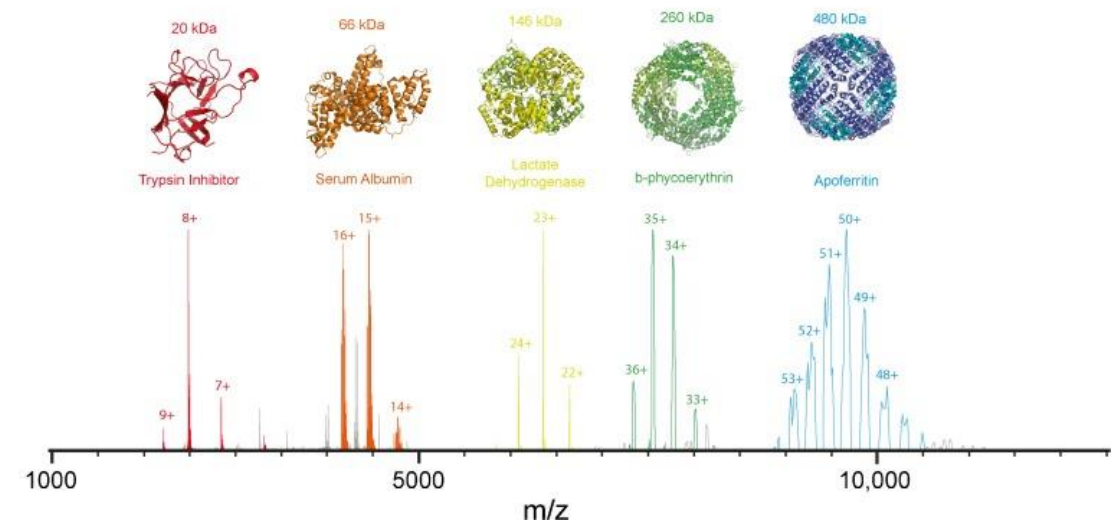 20 kDa
66 kDa
146 kDa
260 kDa
480 kDa
Trypsin Inhibitor
Serum Albumin
Lactate
Dehydrogenase
b-phycoerythrin
Apoferritin
9+
8+
7+
16+
15+
14+
24+
23+
22+
36+
35+
34+
33+
53+
52+
51+
50+
49+
48+
1000
5000
10,000
m/z